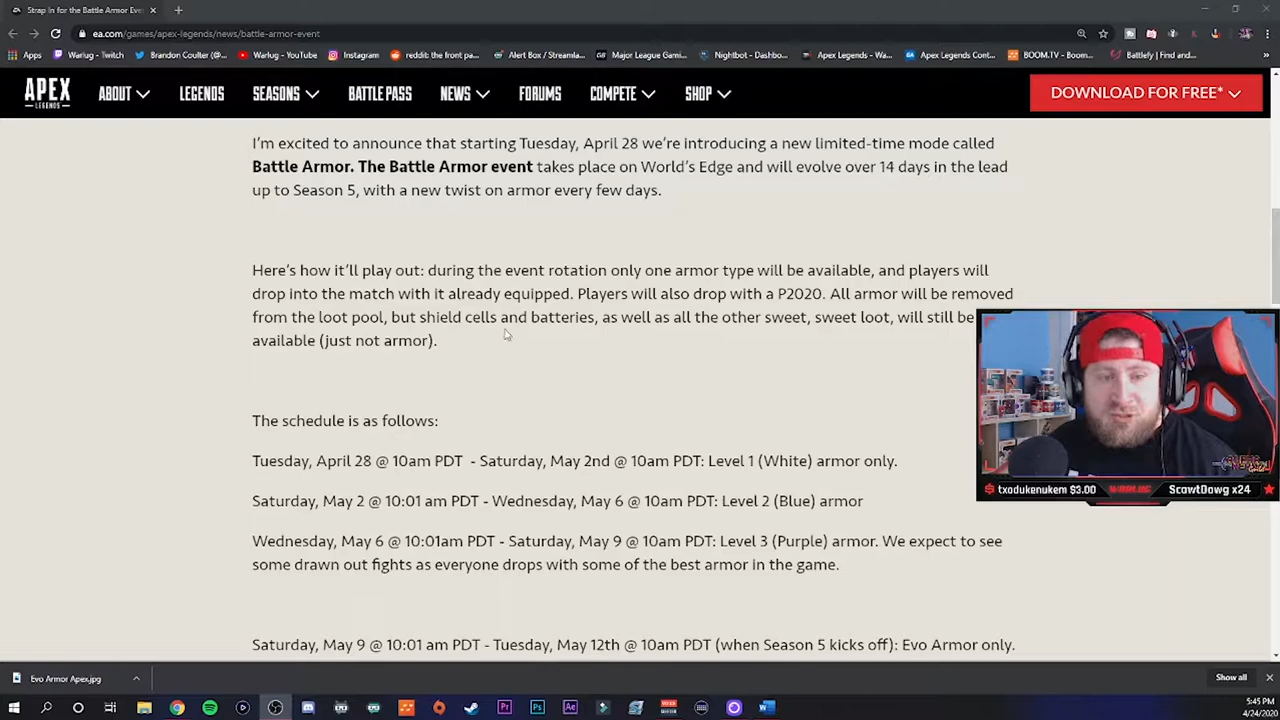 Strap In for the Battle Armor Eve
ea.com/games/apex-legends/news/battle-armor-event
Apps
Warlug - Twitch
Brandon Coulter (@...
Warlug - YouTube
Instagram
reddit: the front pa...
Alert Box / Streamla...
Major League Gami...
Nightbot - Dashbo...
Apex Legends - Wa...
Apex Legends Cont...
BOOM.TV - Boom...
Battlefy | Find and...
APEX
LEGENDS
ABOUT
LEGENDS
SEASONS
BATTLE PASS
NEWS
FORUMS
COMPETE
SHOP
DOWNLOAD FOR FREE*
I'm excited to announce that starting Tuesday, April 28 we're introducing a new limited-time mode called
Battle Armor. The Battle Armor event takes place on World's Edge and will evolve over 14 days in the lead
up to Season 5, with a new twist on armor every few days.
Here's how it'll play out: during the event rotation only one armor type will be available, and players will
drop into the match with it already equipped. Players will also drop with a P2020. All armor will be removed
from the loot pool, but shield cells and batteries, as well as all the other sweet, sweet loot, will still be
available (just not armor).
The schedule is as follows:
Tuesday, April 28 @ 10am PDT - Saturday, May 2nd @ 10am PDT: Level 1 (White) armor only.
Saturday, May 2 @ 10:01 am PDT - Wednesday, May 6 @ 10am PDT: Level 2 (Blue) armor
Wednesday, May 6 @ 10:01am PDT - Saturday, May 9 @ 10am PDT: Level 3 (Purple) armor. We expect to see
some drawn out fights as everyone drops with some of the best armor in the game.
Saturday, May 9 @ 10:01 am PDT - Tuesday, May 12th @ 10am PDT (when Season 5 kicks off): Evo Armor only.
txodukenukem $3.00
ScawtDawg x24
Evo Armor Apex.jpg
Show all
5:45 PM
4/24/2020